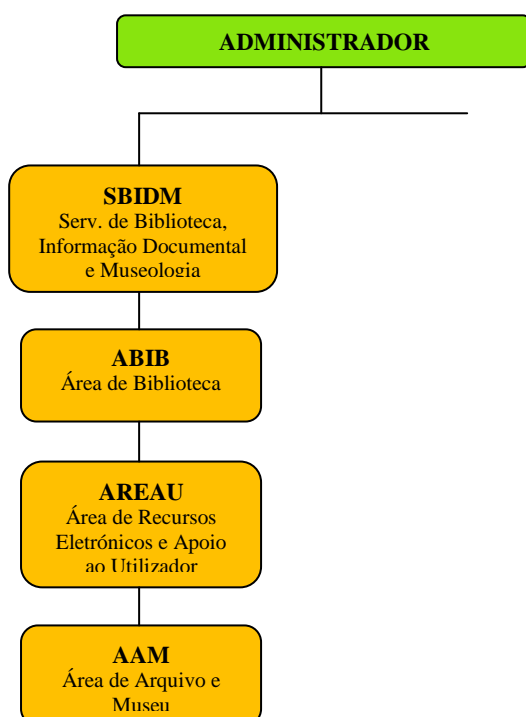 ADMINISTRADOR
SBIDM
Serv. de Biblioteca,
Informação Documental
e Museologia
ABIB
Área de Biblioteca
AREAU
Área de Recursos
Eletrónicos e Apoio
ao Utilizador
AAM
Área de Arquivo e
Museu